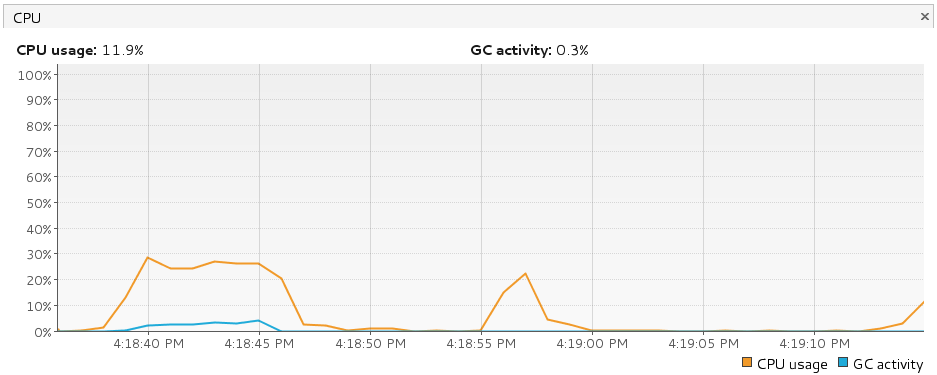 CPU ×
CPU usage: 11.9% GC activity: 0.3%
100%
90%
80%
70%
60%
50%
40%
30%
20%
10%
0%
4:18:40 PM 4:18:45 PM 4:18:50 PM 4:18:55 PM 4:19:00 PM 4:19:05 PM 4:19:10 PM
CPU usage GC activity